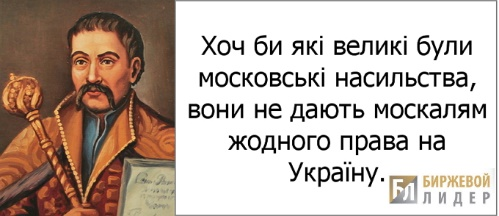 Хоч би які великі були
московські насильства,
вони не дають москалям
жодного права на
Україну.
БЛ БИРЖЕВОЙ
ЛИДЕР